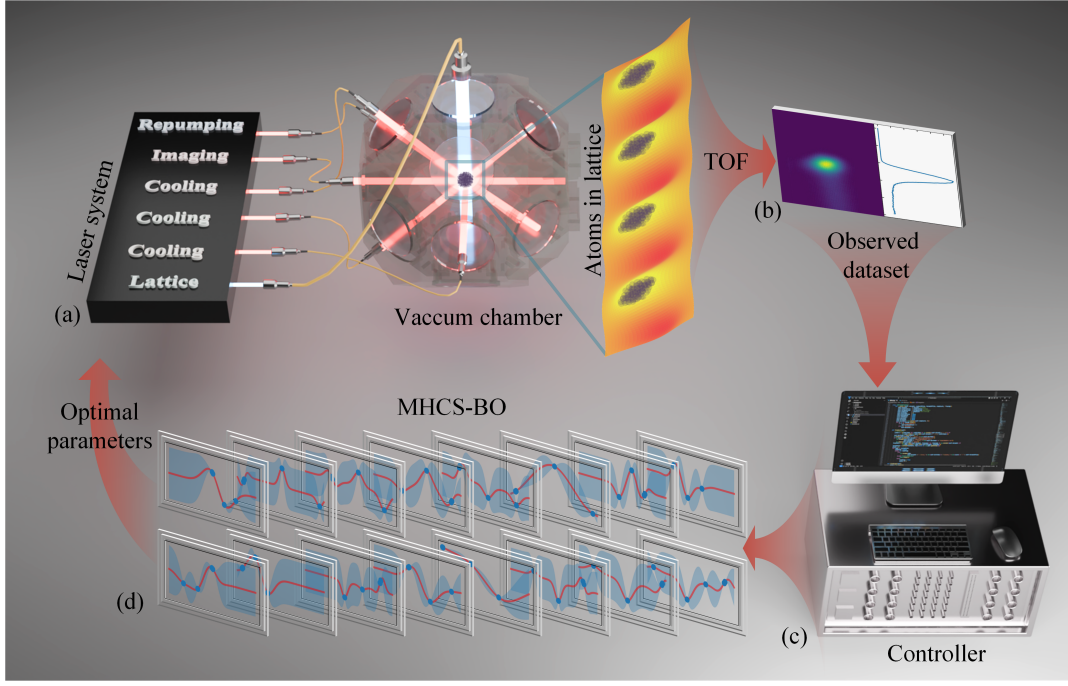 Repumping
Imaging
Cooling
Cooling
Cooling
Lattice
Laser system
(a)
Vaccum chamber
Atoms in lattice
TOF
(b)
Observed
dataset
Optimal
parameters
MHCS-BO
(d)
(c)
Controller